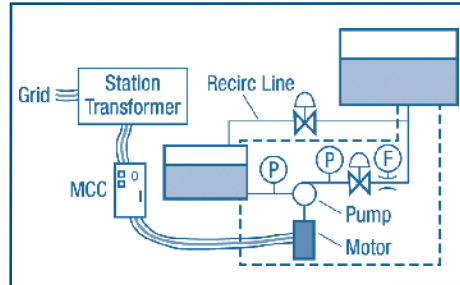 Station
Transformer
Grid
Recirc Line
MCC
P
P
F
Pump
Motor